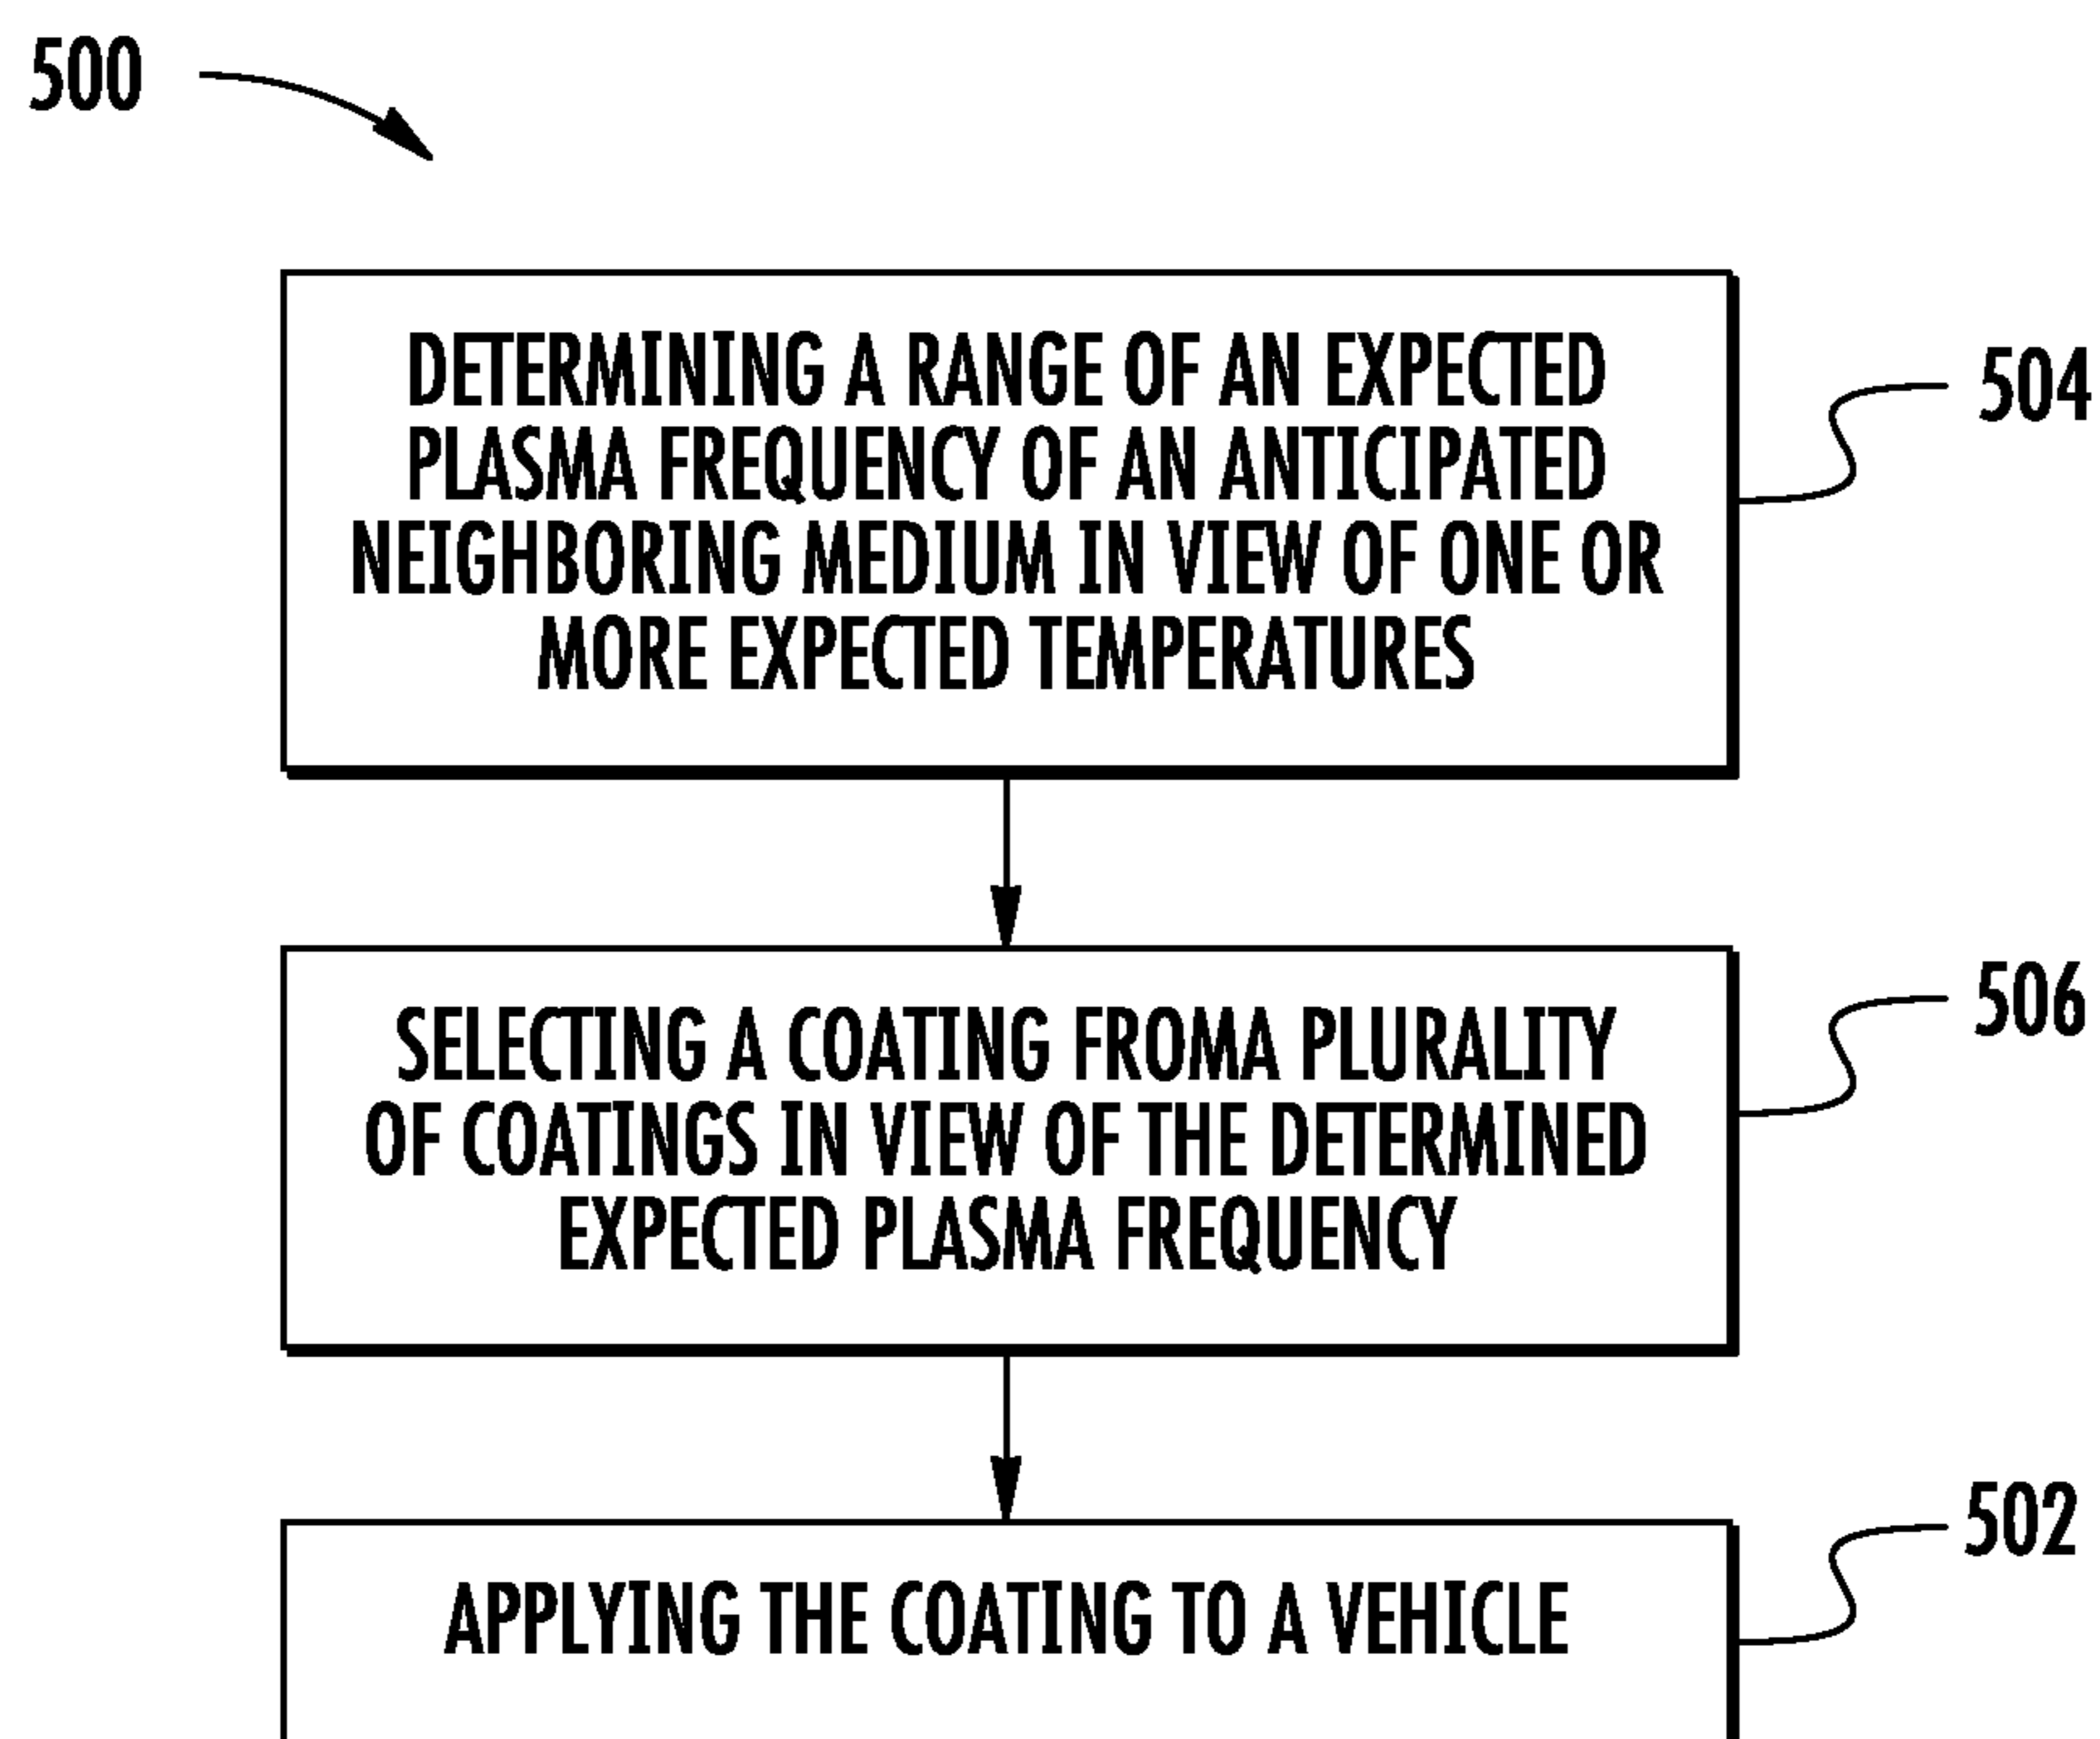 500
DETERMINING A RANGE OF AN EXPECTED
PLASMA FREQUENCY OF AN ANTICIPATED
NEIGHBORING MEDIUM IN VIEW OF ONE OR
MORE EXPECTED TEMPERATURES
504
SELECTING A COATING FROMA PLURALITY
OF COATINGS IN VIEW OF THE DETERMINED
EXPECTED PLASMA FREQUENCY
506
APPLYING THE COATING TO A VEHICLE
502